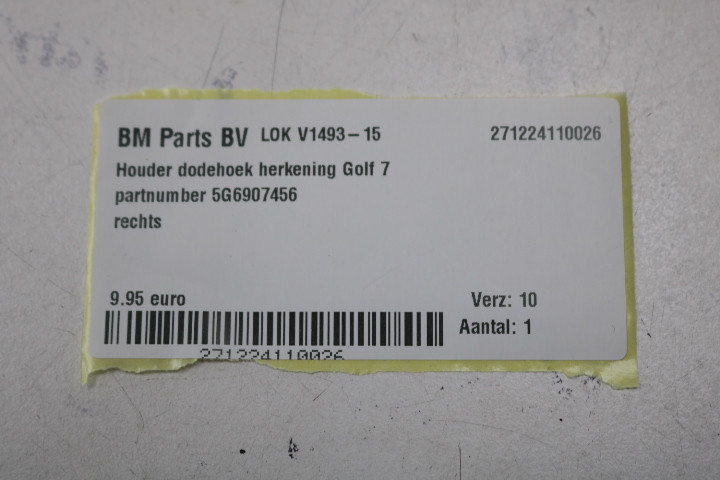 BM Parts BV LOK V1493-15 271224110026
Houder dodehoek herkening Golf 7
partnumber 5G6907456
rechts
9.95 euro Verz: 10
Aantal: 1
271224110026